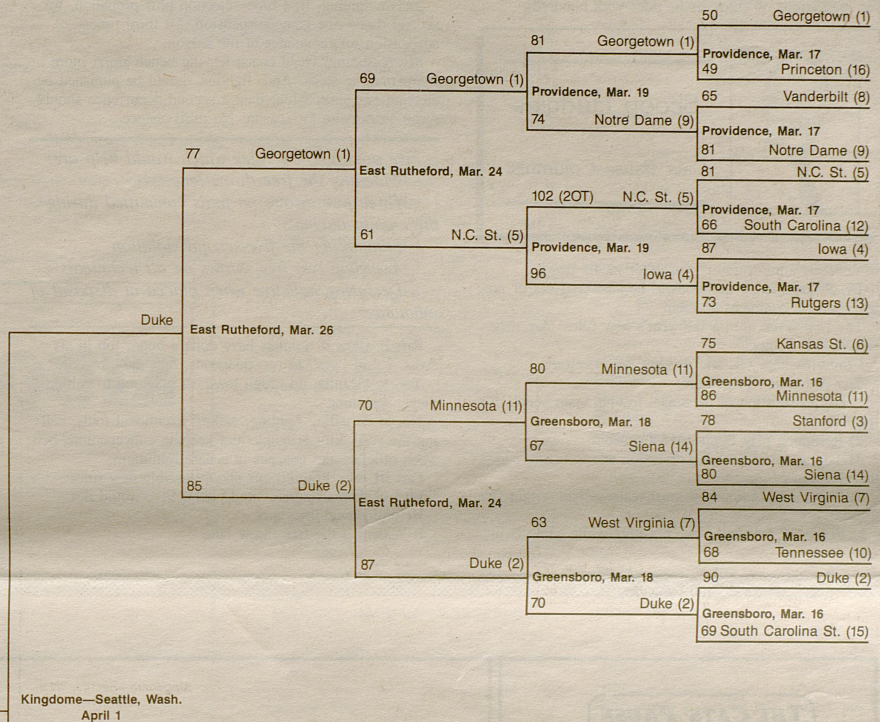 50 Georgetown (1)
81 Georgetown (1)
Providence, Mar. 17
69 Georgetown (1)
49 Princeton (16)
Providence, Mar. 19
65 Vanderbilt (8)
74 Notre Dame (9)
Providence, Mar. 17
77 Georgetown (1)
81 Notre Dame (9)
East Rutheford, Mar. 24
81 N.C. St. (5)
102 (2OT) N.C. St. (5)
Providence, Mar. 17
61 N.C. St. (5)
66 South Carolina (12)
Providence, Mar. 19
87 Iowa (4)
96 Iowa (4)
Providence, Mar. 17
73 Rutgers (13)
Duke
East Rutheford, Mar. 26
75 Kansas St. (6)
80 Minnesota (11)
Greensboro, Mar. 16
70 Minnesota (11)
86 Minnesota (11)
Greensboro, Mar. 18
78 Stanford (3)
67 Siena (14)
Greensboro, Mar. 16
85 Duke (2)
80 Siena (14)
East Rutheford, Mar. 24
84 West Virginia (7)
63 West Virginia (7)
Greensboro, Mar. 16
87 Duke (2)
68 Tennessee (10)
Greensboro, Mar. 18
90 Duke (2)
70 Duke (2)
Greensboro, Mar. 16
69 South Carolina St. (15)
Kingdome—Seattle, Wash.
April 1